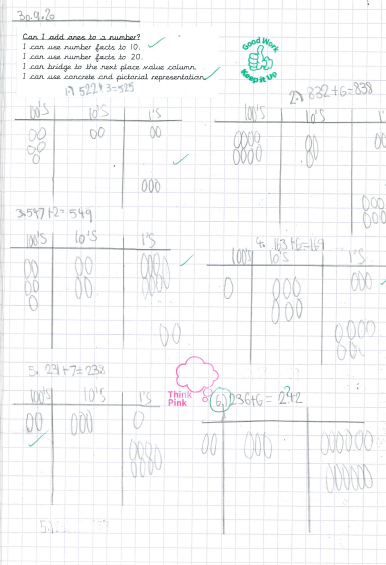 30.9.20
Can I add ones to a number?
I can use number facts to 10.
I can use number facts to 20.
I can bridge to the next place value column.
I can use concrete and pictorial representation
Good Work
Keep it Up
1.) 522+3=525
2.) 832+6=838
100's 10's 1's
100's 10's 1
3. 547+2=549
4. 163+6=169
100's 10's 1's
100's 10's 1's
5. 231+7=238
Think
Pink
6. 236+6=242
100's 10's 1's